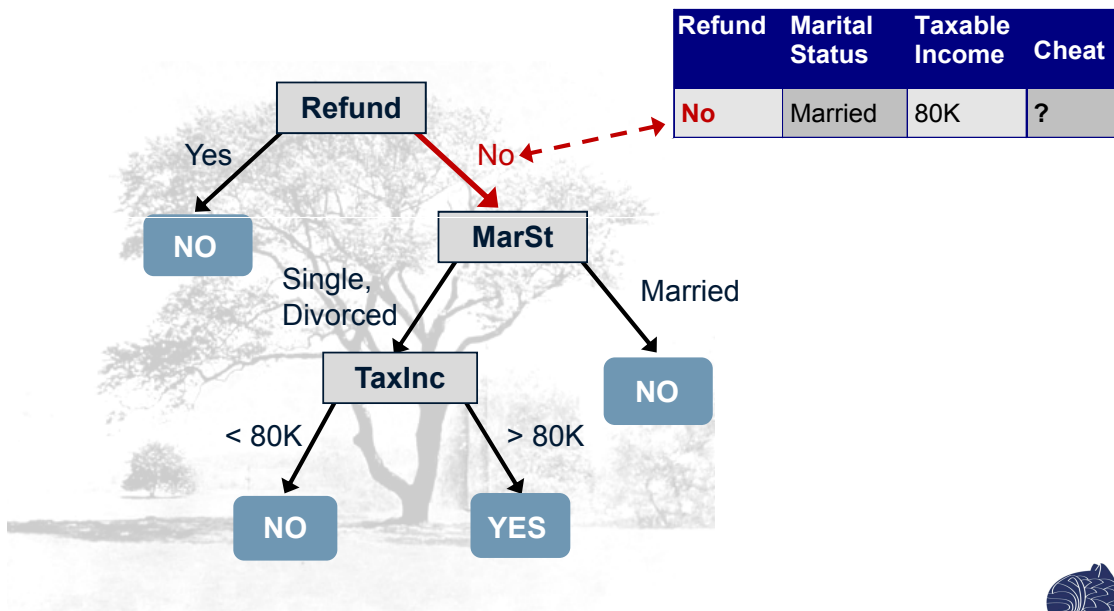 Refund Marital Status Taxable Income Cheat
No Married 80K ?
Refund
Yes
No
NO
MarSt
Single,
Divorced
Married
TaxInc
NO
< 80K
> 80K
NO
YES